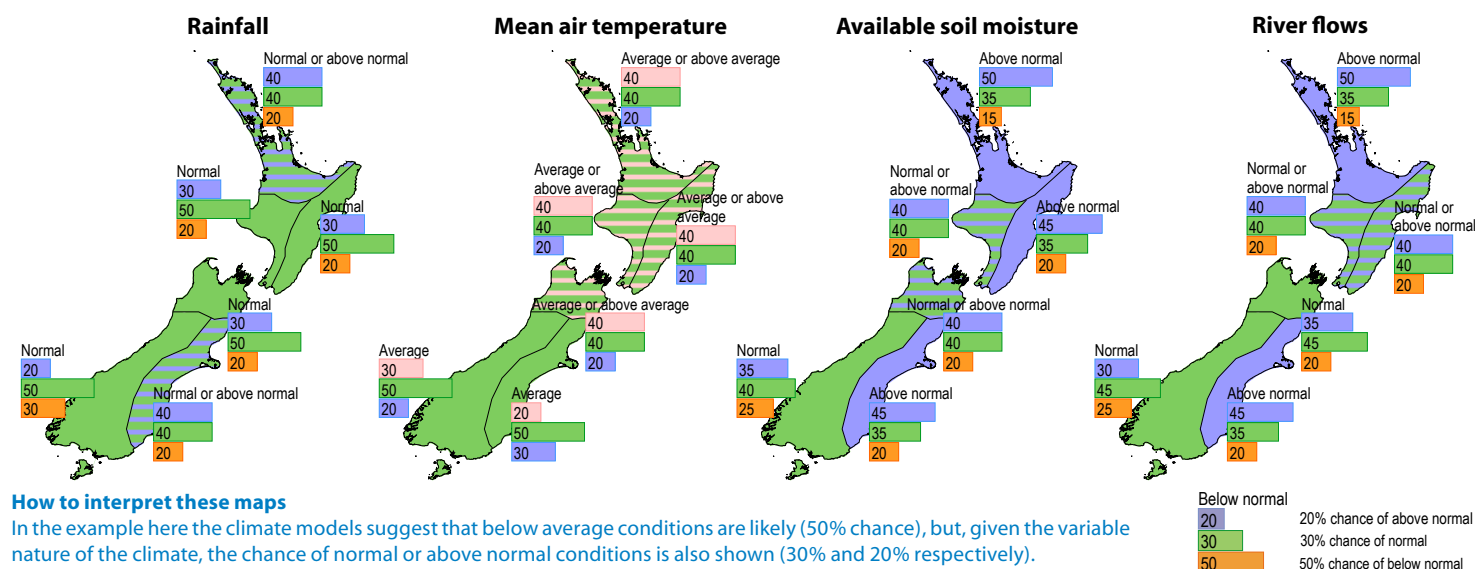 Rainfall
Normal or above normal
40
40
20
Normal
30
50
20
Normal
30
50
20
Normal
30
50
20
Normal
20
50
30
Normal or above normal
40
40
20
Mean air temperature
Average or above average
40
40
20
Average or
above average
40
40
20
Average or above
average
40
40
20
Average or above average
40
40
20
Average
30
50
20
Average
20
50
30
Available soil moisture
Above normal
50
35
15
Normal or
above normal
40
40
20
Above normal
45
35
20
Normal or above normal
40
40
20
Normal
35
40
25
Above normal
45
35
20
River flows
Above normal
50
35
15
Normal or
above normal
40
40
20
Normal or
above normal
40
40
20
Normal
35
45
20
Normal
30
45
25
Above normal
45
35
20
How to interpret these maps
In the example here the climate models suggest that below average conditions are likely (50% chance), but, given the variable
nature of the climate, the chance of normal or above normal conditions is also shown (30% and 20% respectively).
Below normal
20 20% chance of above normal
30 30% chance of normal
50 50% chance of below normal